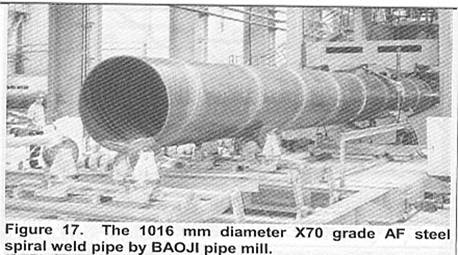 Figure 17. The 1016 mm diameter X70 grade AF steel
spiral weld pipe by BAOJI pipe mill.